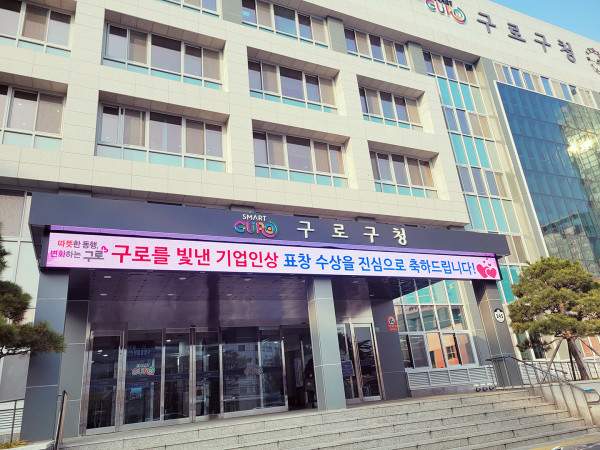 GURO 구로구청
SMART
GURO 구로구청
따뜻한 동행,
변화하는 구로
구로를 빛낸 기업인상 표창 수상을 진심으로 축하드립니다!